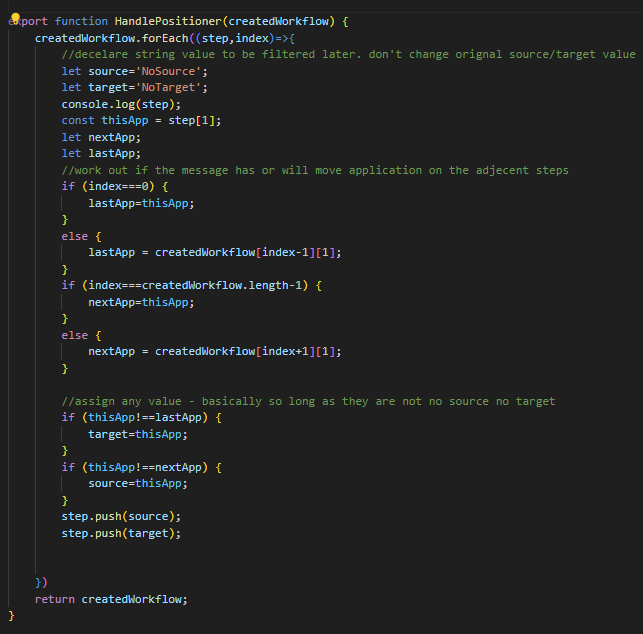 export function HandlePositioner(createdWorkflow) {
createdWorkflow.forEach((step,index)=>{
//decelare string value to be filtered later. don't change orignal source/target value
let source='NoSource';
let target='NoTarget';
console.log(step);
const thisApp = step[1];
let nextApp;
let lastApp;
//work out if the message has or will move application on the adjecent steps
if (index===0) {
lastApp=thisApp;
}
else {
lastApp = createdWorkflow[index-1][1];
}
if (index===createdWorkflow.length-1) {
nextApp=thisApp;
}
else {
nextApp = createdWorkflow[index+1][1];
}
//assign any value - basically so long as they are not no source no target
if (thisApp!==lastApp) {
target=thisApp;
}
if (thisApp!==nextApp) {
source=thisApp;
}
step.push(source);
step.push(target);
})
return createdWorkflow;
}